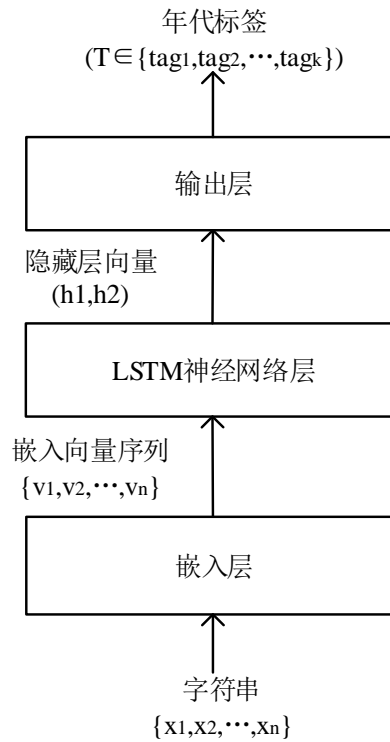 年代标签
(T∈{tag1,tag2,⋯,tagk})
输出层
隐藏层向量
(h1,h2)
LSTM神经网络层
嵌入向量序列
{v1,v2,⋯,vn}
嵌入层
字符串
{x1,x2,⋯,xn}